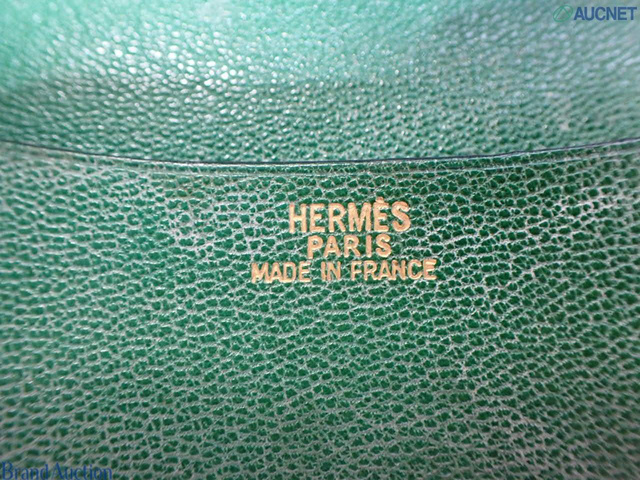 AUCNET
HERMÈS
PARIS
MADE IN FRANCE
Brand Auction